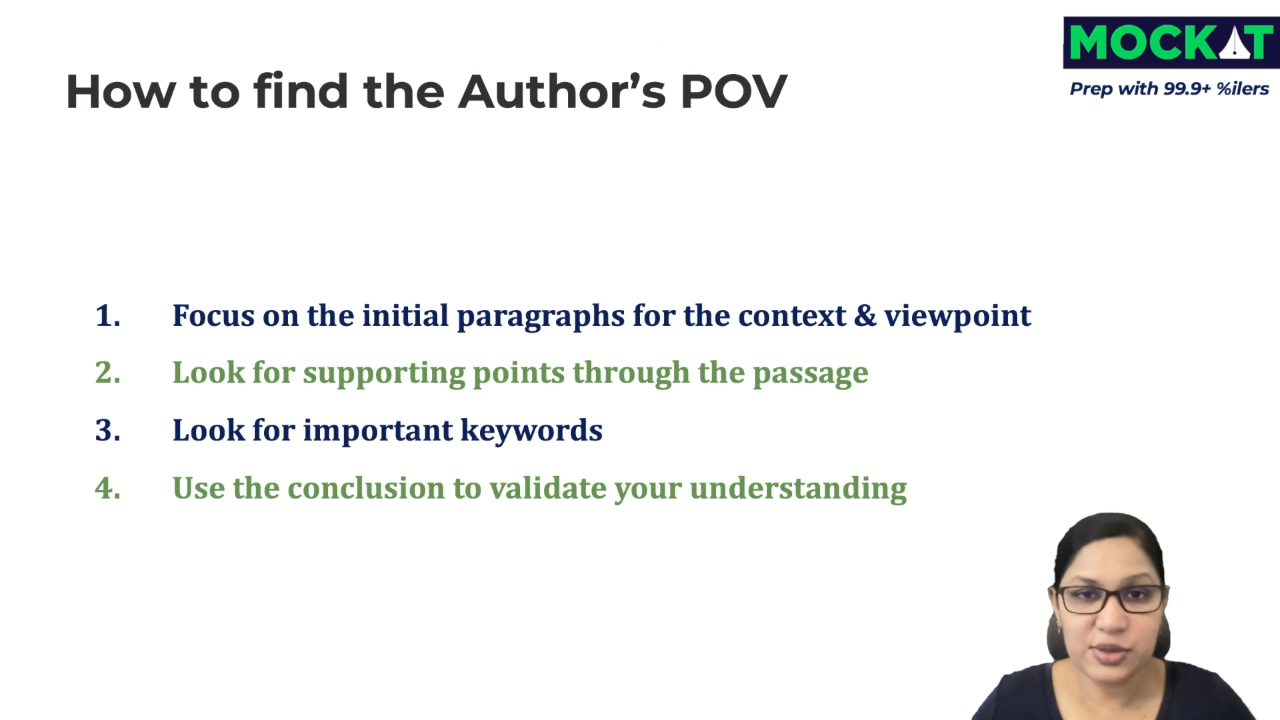 MOCKAT
Prep with 99.9+ %ilers
How to find the Author’s POV
1. Focus on the initial paragraphs for the context & viewpoint
2. Look for supporting points through the passage
3. Look for important keywords
4. Use the conclusion to validate your understanding